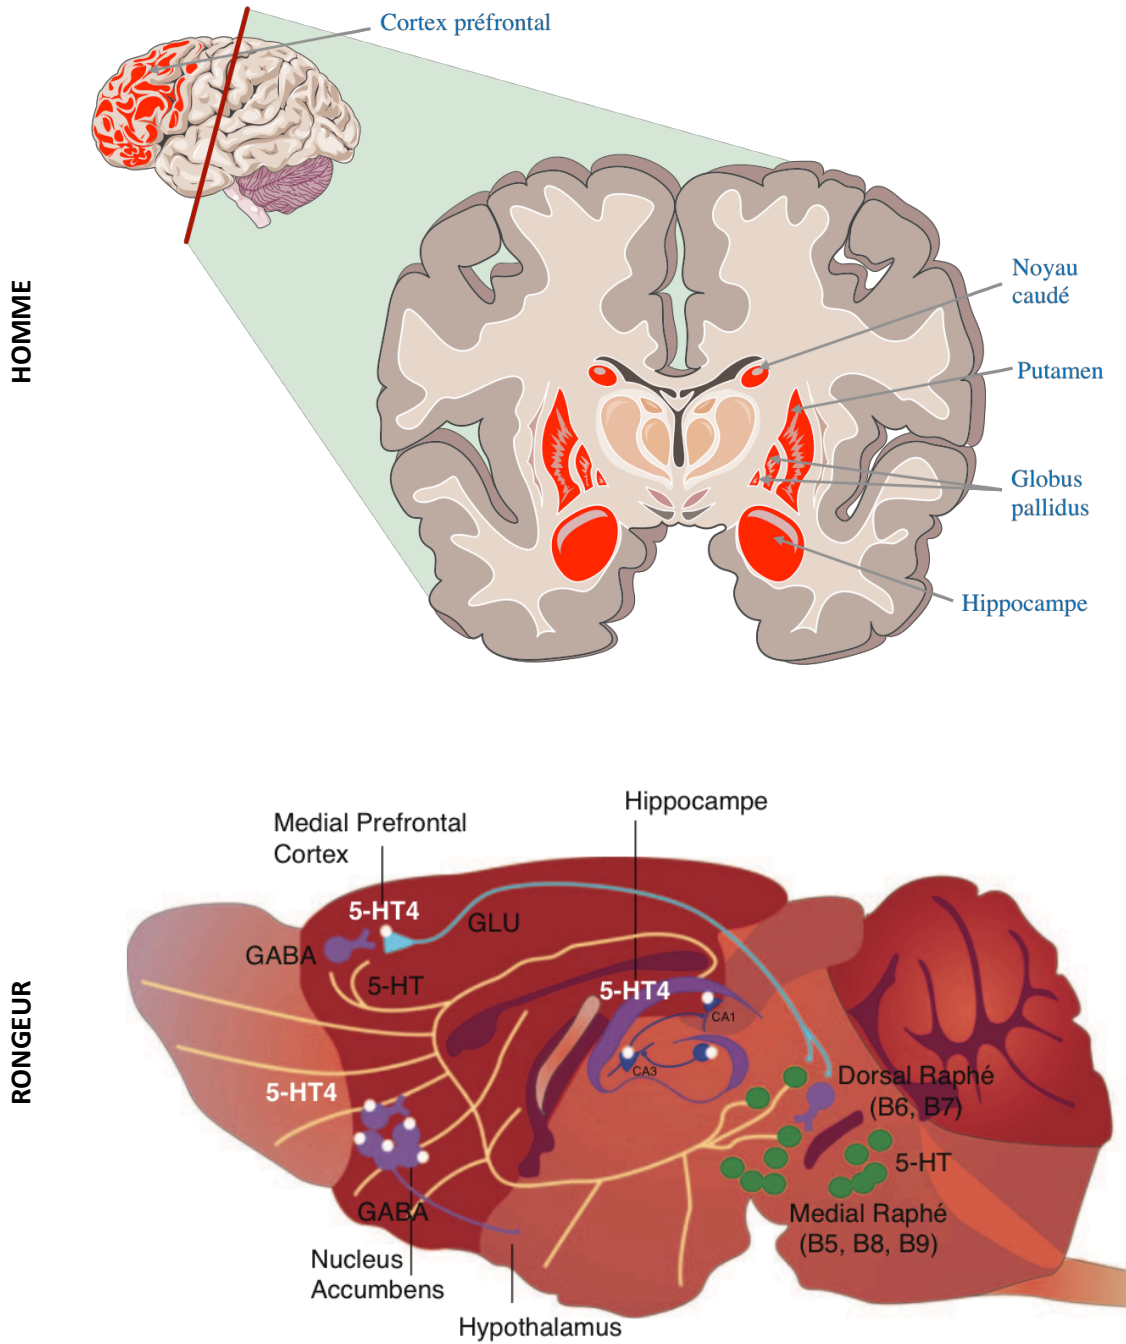 Cortex préfrontal
HOMME
Noyau
caudé
Putamen
Globus
pallidus
Hippocampe
RONGEUR
Hippocampe
Medial Prefrontal
Cortex
5-HT4
GLU
GABA
5-HT
5-HT4
CA1
CA3
5-HT4
Dorsal Raphé
(B6, B7)
5-HT
GABA
Medial Raphé
(B5, B8, B9)
Nucleus
Accumbens
Hypothalamus